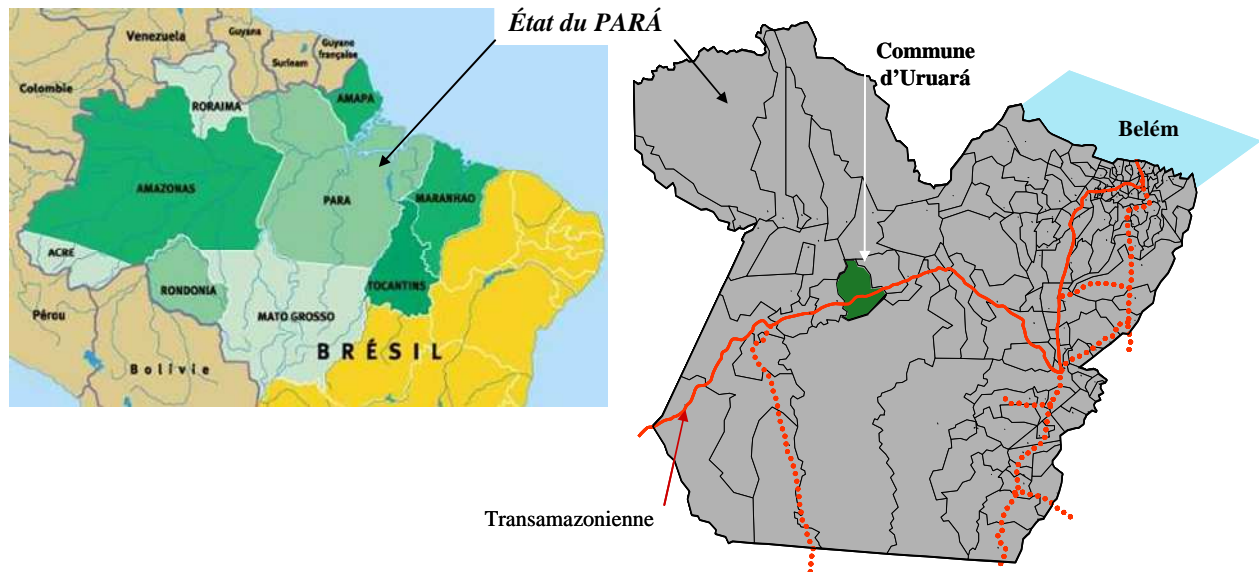 État du PARÁ
Venezuela
Guyana
Surinam
Guyane
française
Colombie
RORAIMA
AMAPA
AMAZONAS
PARA
MARANHAO
ACRE
RONDONIA
TOCANTINS
MATO GROSSO
Pérou
BRÉSIL
Bolivie
Commune
d'Uruará
Belém
Transamazonienne